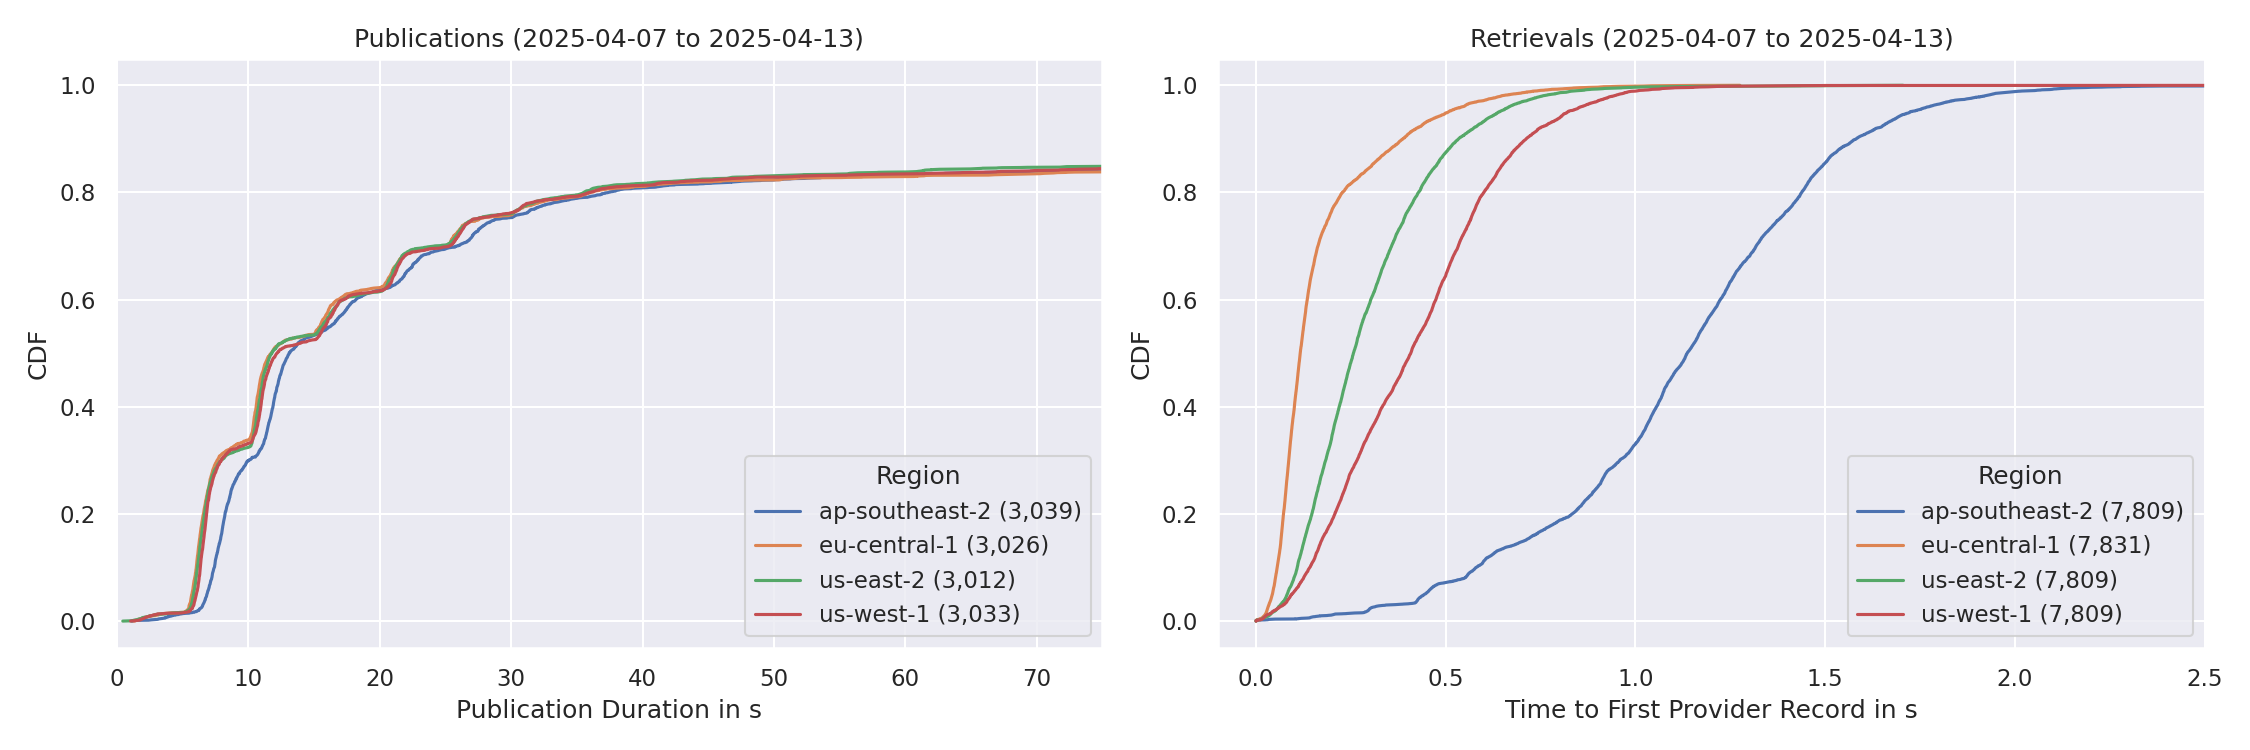 Publications (2025-04-07 to 2025-04-13)
1.0
0.8
0.6
0.4
0.2
0.0
CDF
0 10 20 30 40 50 60 70
Publication Duration in s
Region
ap-southeast-2 (3,039)
eu-central-1 (3,026)
us-east-2 (3,012)
us-west-1 (3,033)
Retrievals (2025-04-07 to 2025-04-13)
1.0
0.8
0.6
0.4
0.2
0.0
CDF
0.0 0.5 1.0 1.5 2.0 2.5
Time to First Provider Record in s
Region
ap-southeast-2 (7,809)
eu-central-1 (7,831)
us-east-2 (7,809)
us-west-1 (7,809)